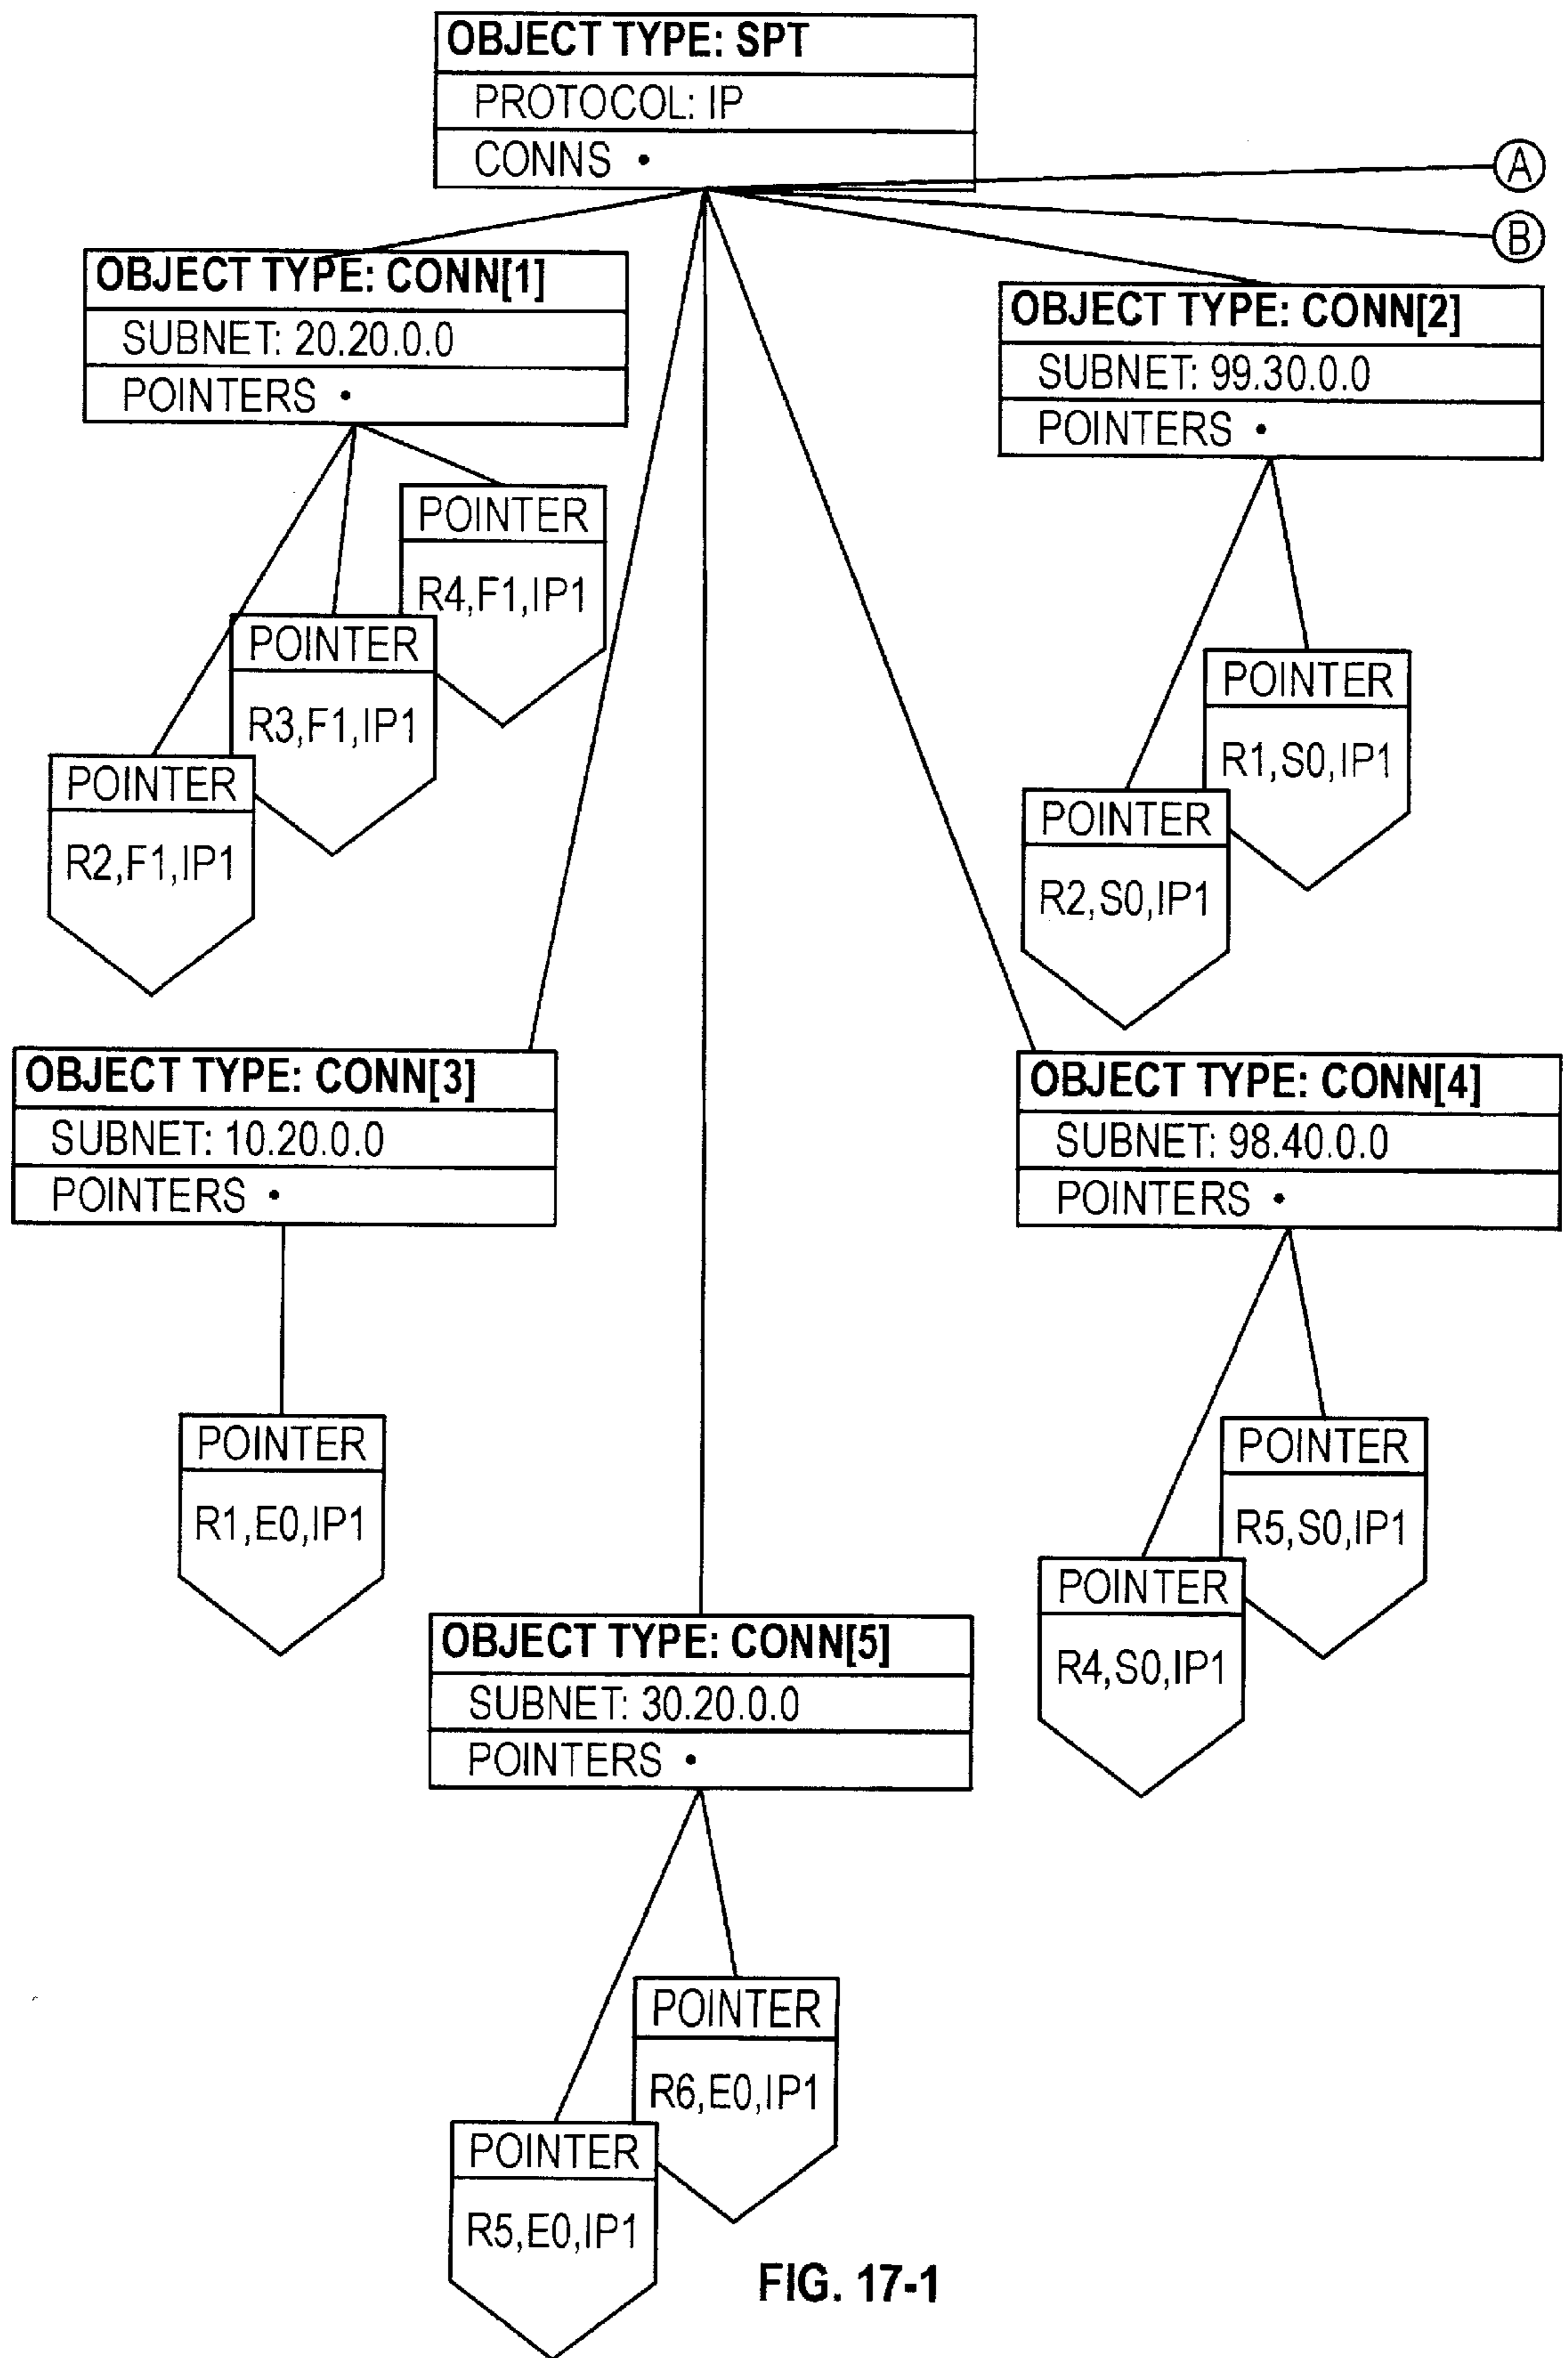 OBJECT TYPE: SPT
PROTOCOL: IP
CONNS •
A
B
OBJECT TYPE: CONN[1]
SUBNET: 20.20.0.0
POINTERS •
POINTER
R4,F1,IP1
POINTER
R3,F1,IP1
POINTER
R2,F1,IP1
OBJECT TYPE: CONN[2]
SUBNET: 99.30.0.0
POINTERS •
POINTER
R1,S0,IP1
POINTER
R2,S0,IP1
OBJECT TYPE: CONN[3]
SUBNET: 10.20.0.0
POINTERS •
POINTER
R1,E0,IP1
OBJECT TYPE: CONN[4]
SUBNET: 98.40.0.0
POINTERS •
POINTER
R5,S0,IP1
POINTER
R4,S0,IP1
OBJECT TYPE: CONN[5]
SUBNET: 30.20.0.0
POINTERS •
POINTER
R6,E0,IP1
POINTER
R5,E0,IP1
FIG. 17-1